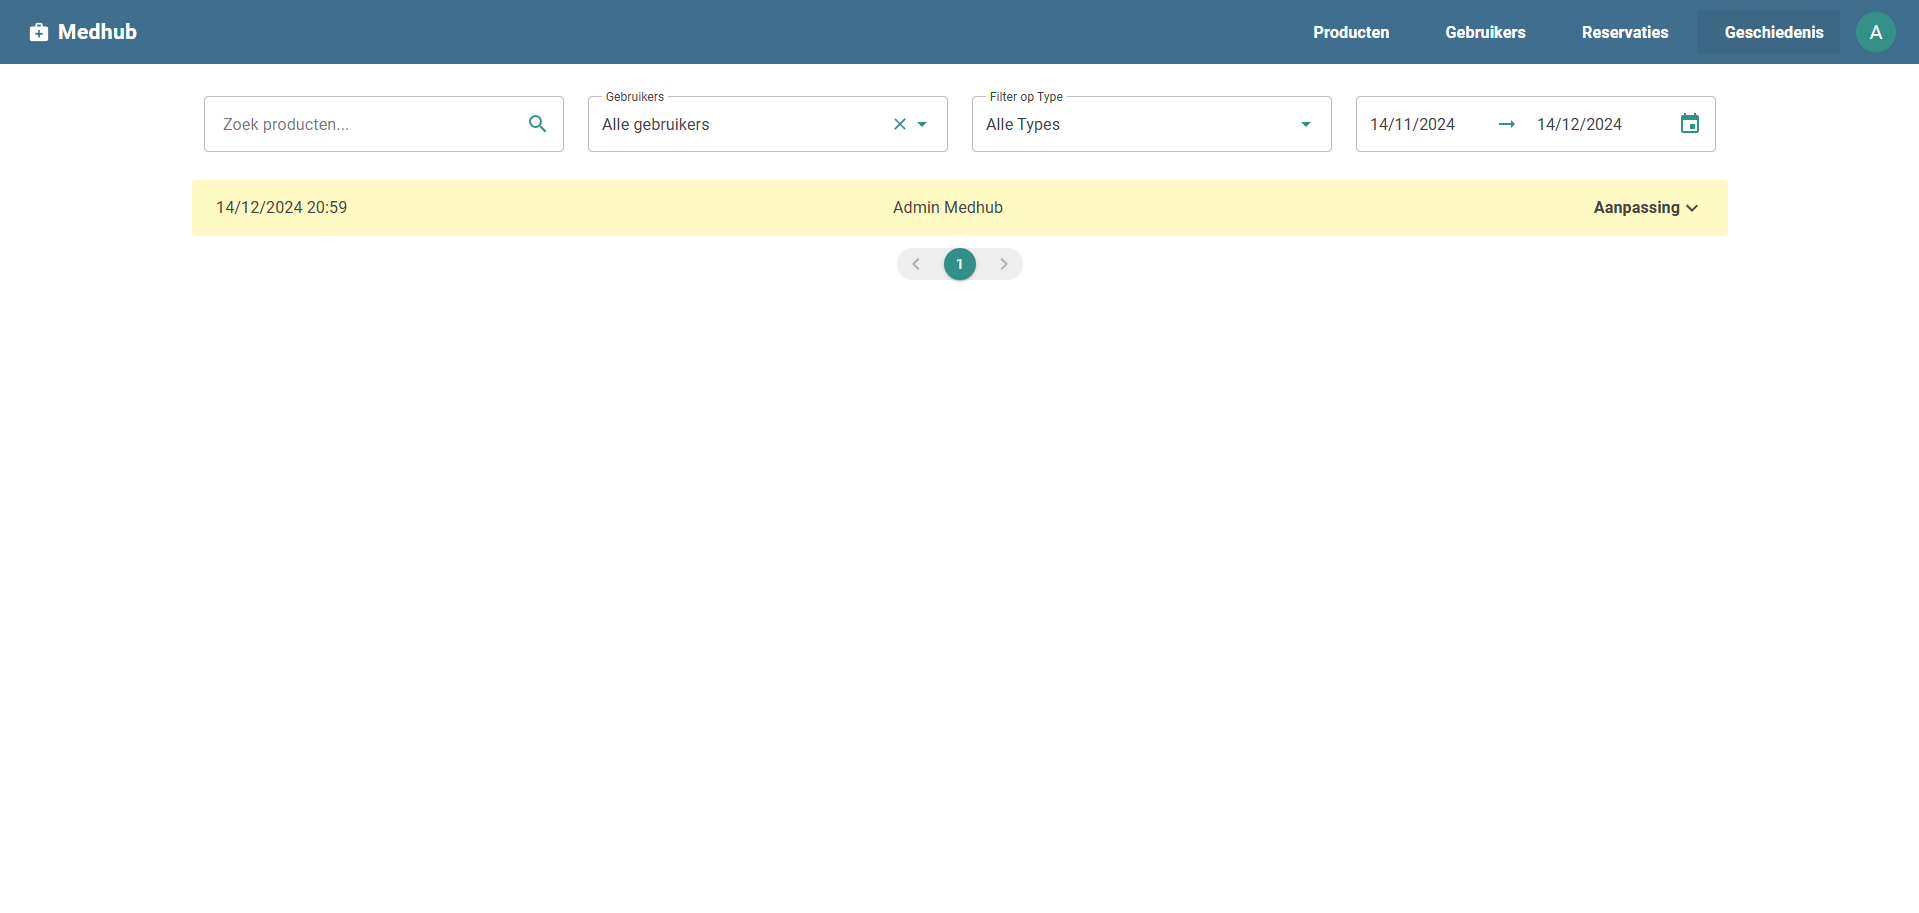 Medhub
Producten
Gebruikers
Reservaties
Geschiedenis
A
Zoek producten...
Gebruikers
Alle gebruikers
Filter op Type
Alle Types
14/11/2024
14/12/2024
14/12/2024 20:59
Admin Medhub
Aanpassing
1